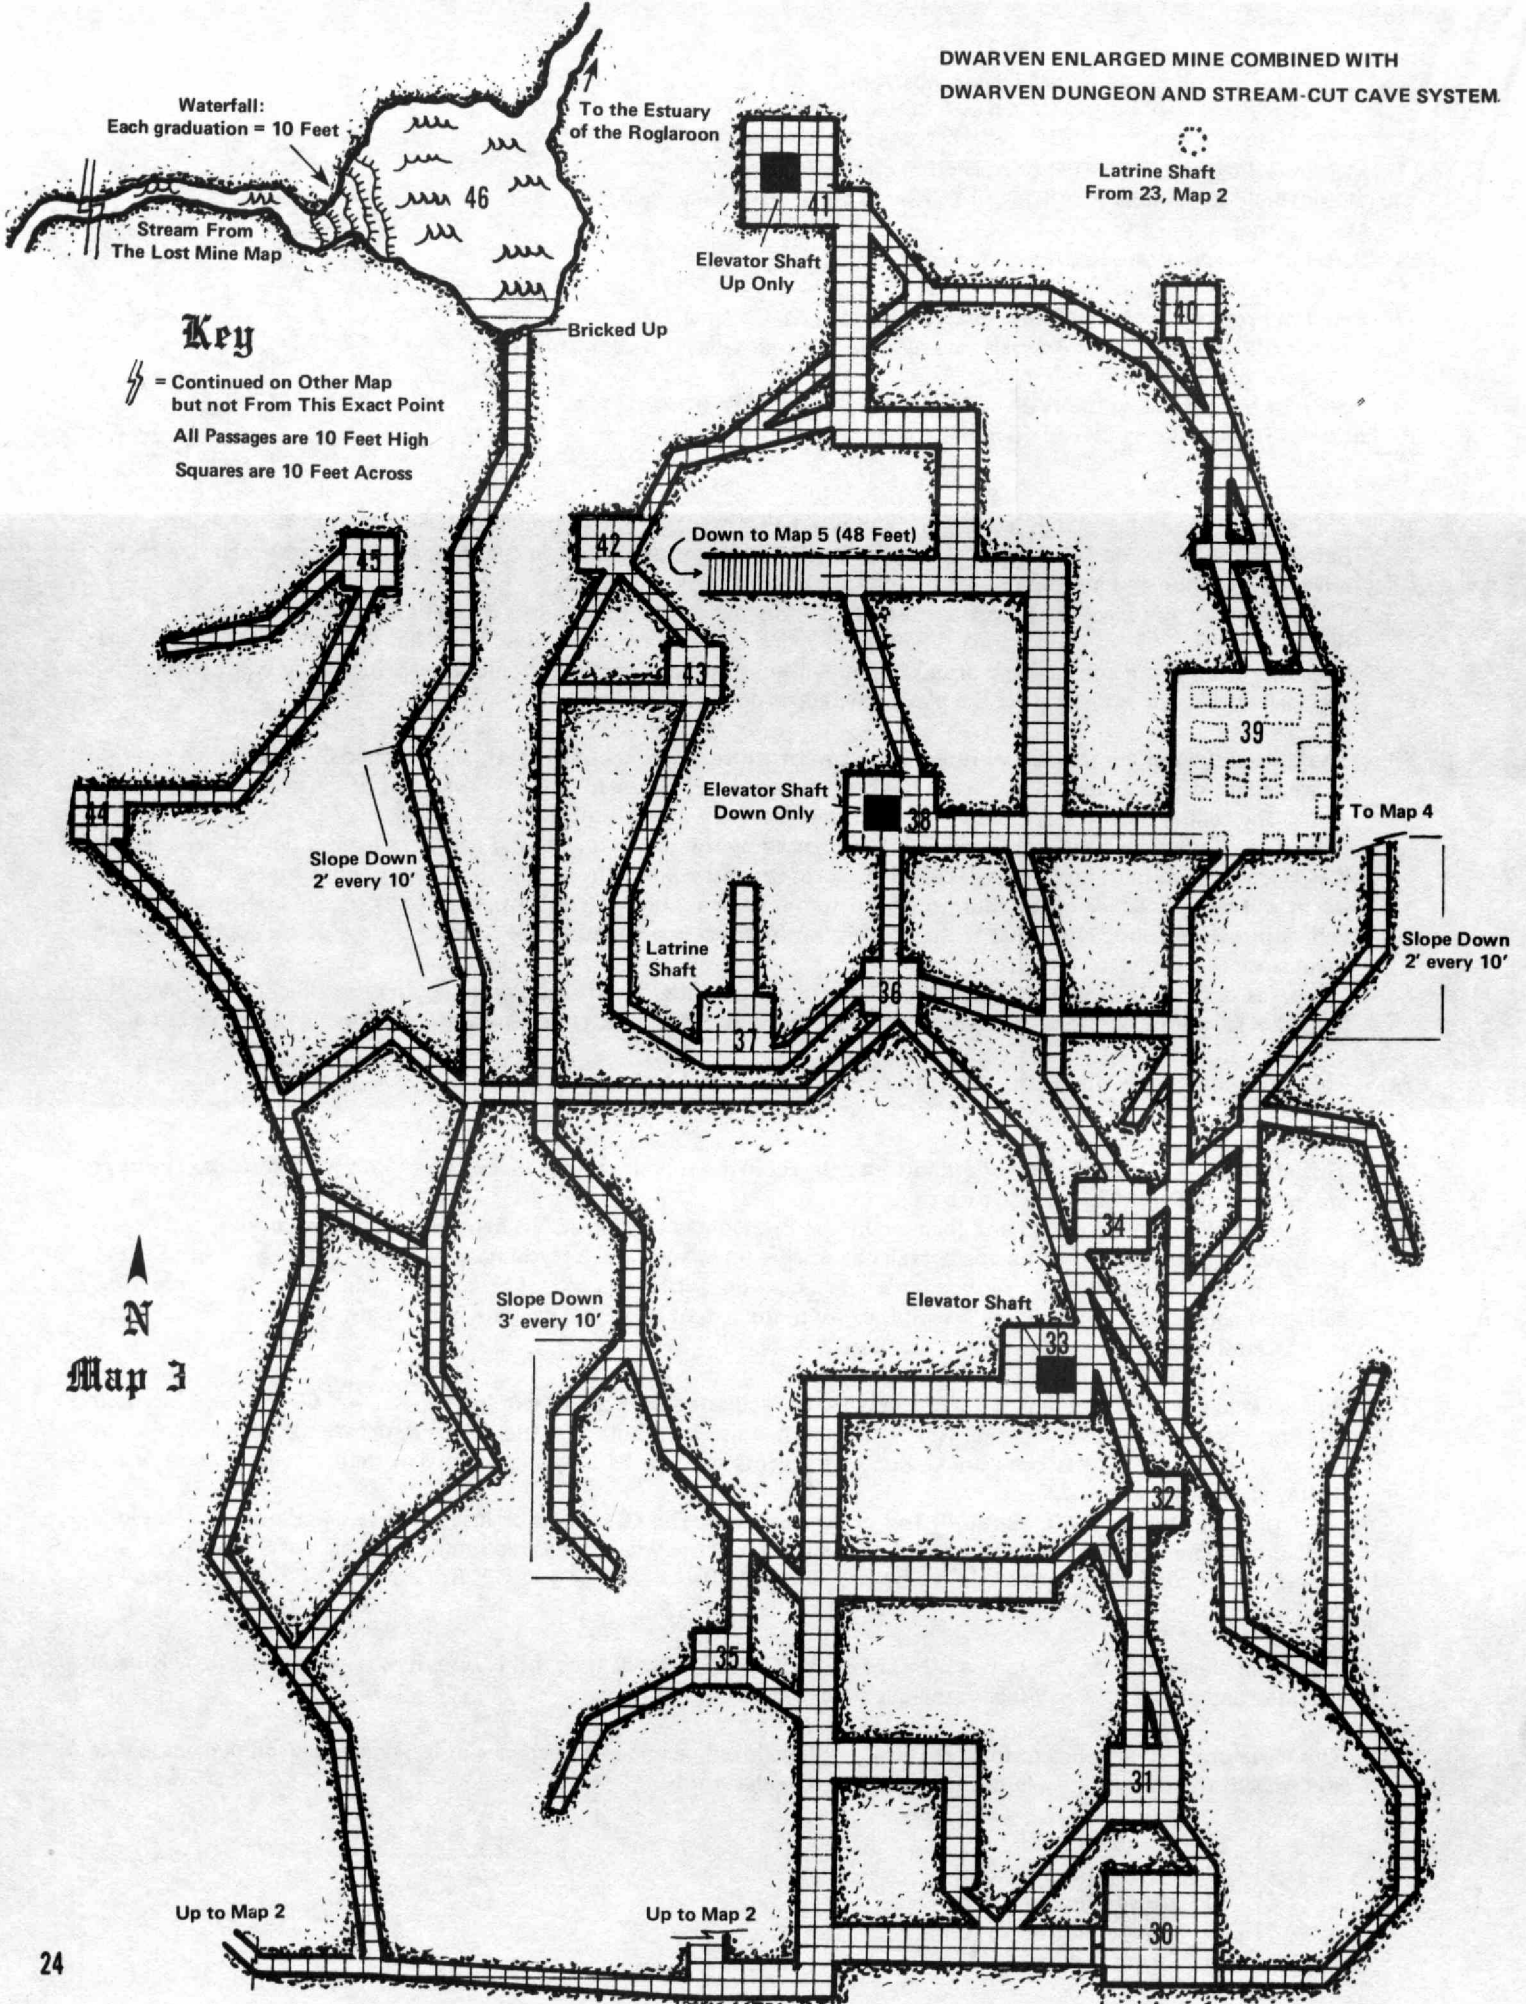 DWARVEN ENLARGED MINE COMBINED WITH
DWARVEN DUNGEON AND STREAM-CUT CAVE SYSTEM.
Waterfall:
Each graduation = 10 Feet
To the Estuary
of the Roglaroon
Latrine Shaft
From 23, Map 2
46
41
Stream From
The Lost Mine Map
Elevator Shaft
Up Only
40
Bricked Up
Key
= Continued on Other Map
but not From This Exact Point
All Passages are 10 Feet High
Squares are 10 Feet Across
45
42
Down to Map 5 (48 Feet)
43
39
44
Elevator Shaft
Down Only
38
To Map 4
Slope Down
2' every 10'
Slope Down
2' every 10'
Latrine
Shaft
36
37
34
N
Map 3
Slope Down
3' every 10'
Elevator Shaft
33
32
35
31
Up to Map 2
Up to Map 2
30
24